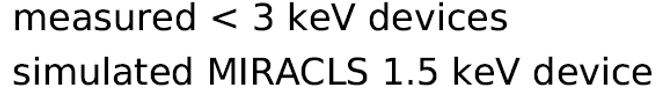 measured < 3 keV devices
simulated MIRACLS 1.5 keV device